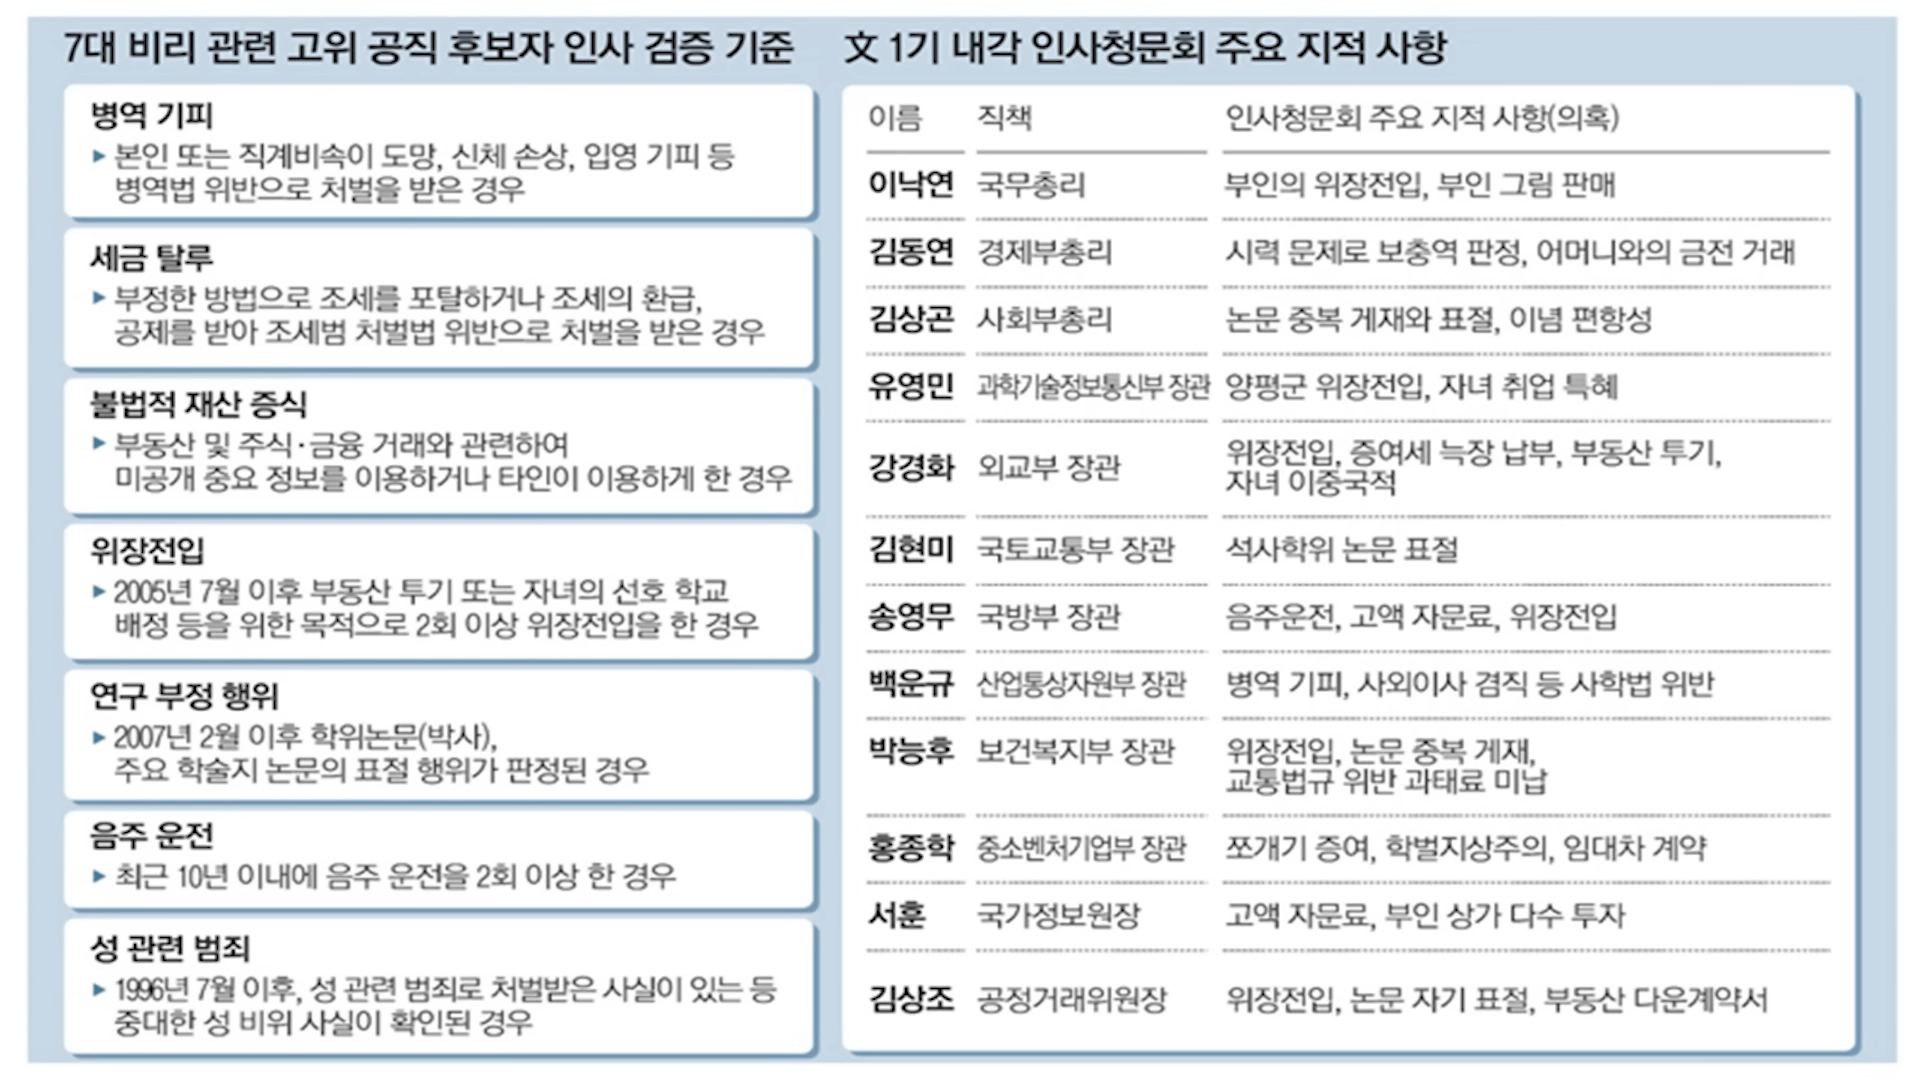 7대 비리 관련 고위 공직 후보자 인사 검증 기준
병역 기피
▸ 본인 또는 직계비속이 도망, 신체 손상, 입영 기피 등
병역법 위반으로 처벌을 받은 경우
세금 탈루
▸ 부정한 방법으로 조세를 포탈하거나 조세의 환급,
공제를 받아 조세범 처벌법 위반으로 처벌을 받은 경우
불법적 재산 증식
▸ 부동산 및 주식·금융 거래와 관련하여
미공개 중요 정보를 이용하거나 타인이 이용하게 한 경우
위장전입
▸ 2005년 7월 이후 부동산 투기 또는 자녀의 선호 학교
배정 등을 위한 목적으로 2회 이상 위장전입을 한 경우
연구 부정 행위
▸ 2007년 2월 이후 학위논문(박사),
주요 학술지 논문의 표절 행위가 판정된 경우
음주 운전
▸ 최근 10년 이내에 음주 운전을 2회 이상 한 경우
성 관련 범죄
▸ 1996년 7월 이후, 성 관련 범죄로 처벌받은 사실이 있는 등
중대한 성 비위 사실이 확인된 경우
文 1기 내각 인사청문회 주요 지적 사항
이름 직책 인사청문회 주요 지적 사항(의혹)
이낙연 국무총리 부인의 위장전입, 부인 그림 판매
김동연 경제부총리 시력 문제로 보충역 판정, 어머니와의 금전 거래
김상곤 사회부총리 논문 중복 게재와 표절, 이념 편항성
유영민 과학기술정보통신부 장관 양평군 위장전입, 자녀 취업 특혜
강경화 외교부 장관 위장전입, 증여세 늑장 납부, 부동산 투기,
자녀 이중국적
김현미 국토교통부 장관 석사학위 논문 표절
송영무 국방부 장관 음주운전, 고액 자문료, 위장전입
백운규 산업통상자원부 장관 병역 기피, 사외이사 겸직 등 사학법 위반
박능후 보건복지부 장관 위장전입, 논문 중복 게재,
교통법규 위반 과태료 미납
홍종학 중소벤처기업부 장관 쪼개기 증여, 학벌지상주의, 임대차 계약
서훈 국가정보원장 고액 자문료, 부인 상가 다수 투자
김상조 공정거래위원장 위장전입, 논문 자기 표절, 부동산 다운계약서